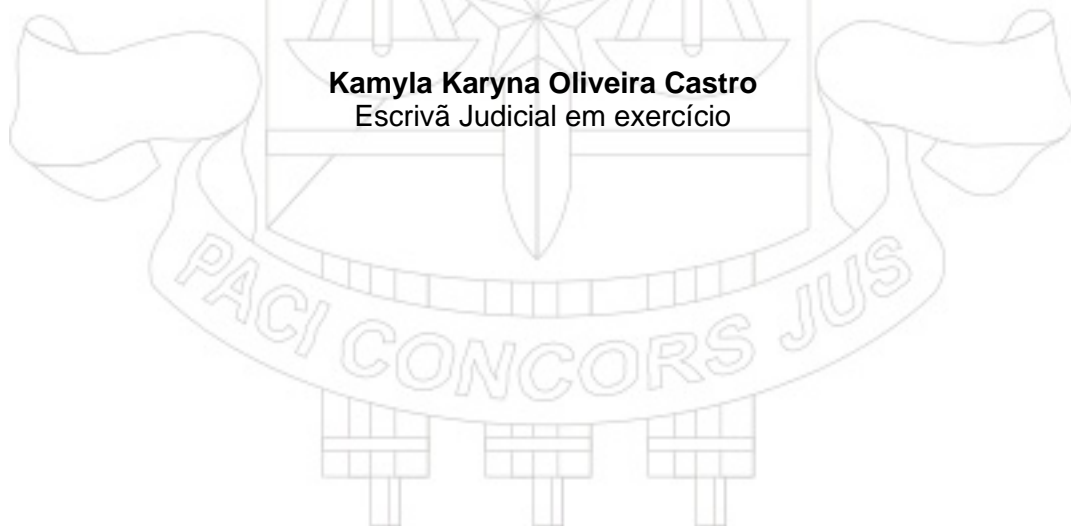 Kamyla Karyna Oliveira Castro
Escrivã Judicial em exercício
PACI CONCORS JUS